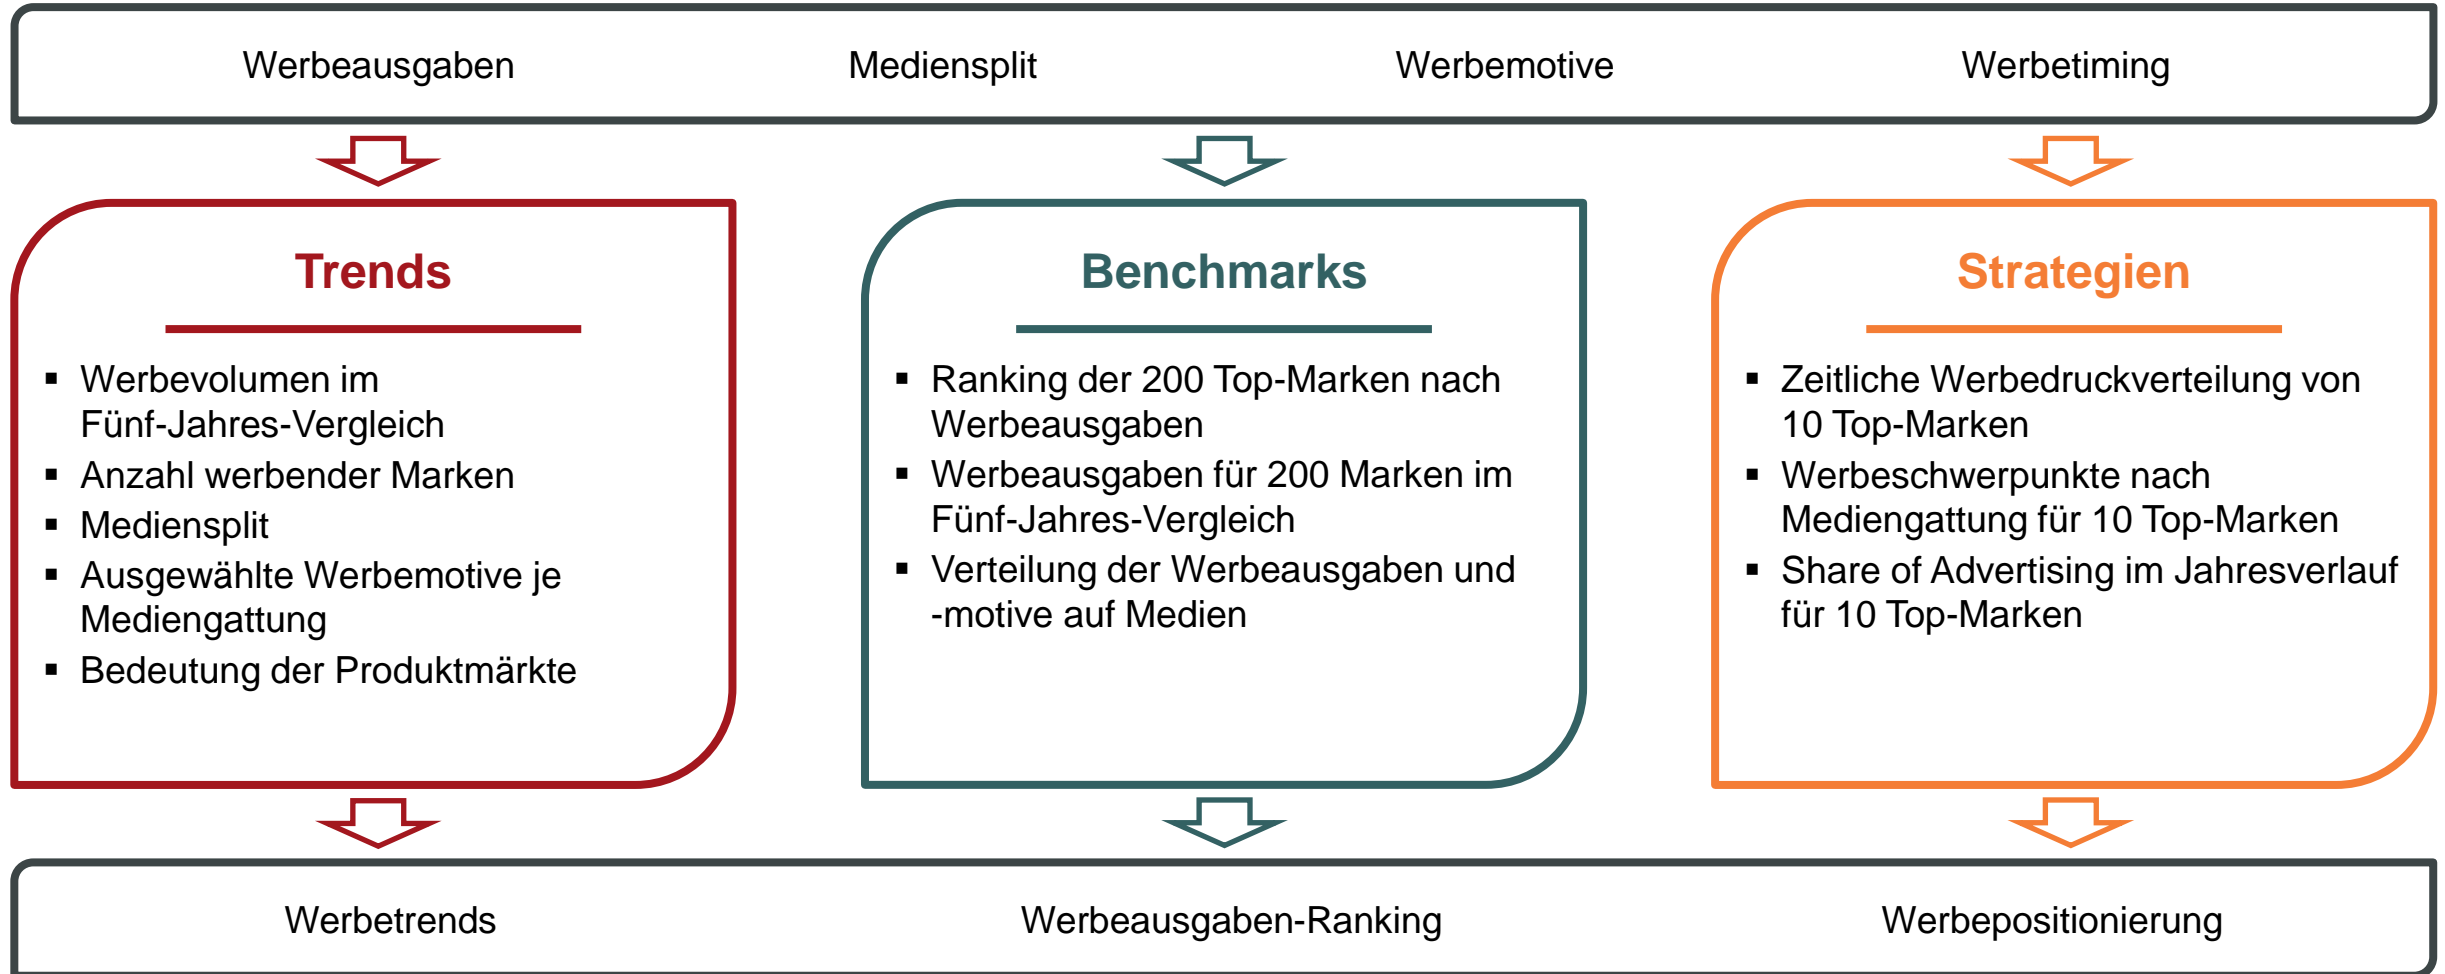 Werbeausgaben Mediensplit Werbemotive Werbetiming
Trends
▪ Werbevolumen im
Fünf-Jahres-Vergleich
▪ Anzahl werbender Marken
▪ Mediensplit
▪ Ausgewählte Werbemotive je
Mediengattung
▪ Bedeutung der Produktmärkte
Benchmarks
▪ Ranking der 200 Top-Marken nach
Werbeausgaben
▪ Werbeausgaben für 200 Marken im
Fünf-Jahres-Vergleich
▪ Verteilung der Werbeausgaben und
-motive auf Medien
Strategien
▪ Zeitliche Werbedruckverteilung von
10 Top-Marken
▪ Werbeschwerpunkte nach
Mediengattung für 10 Top-Marken
▪ Share of Advertising im Jahresverlauf
für 10 Top-Marken
Werbetrends Werbeausgaben-Ranking Werbepositionierung